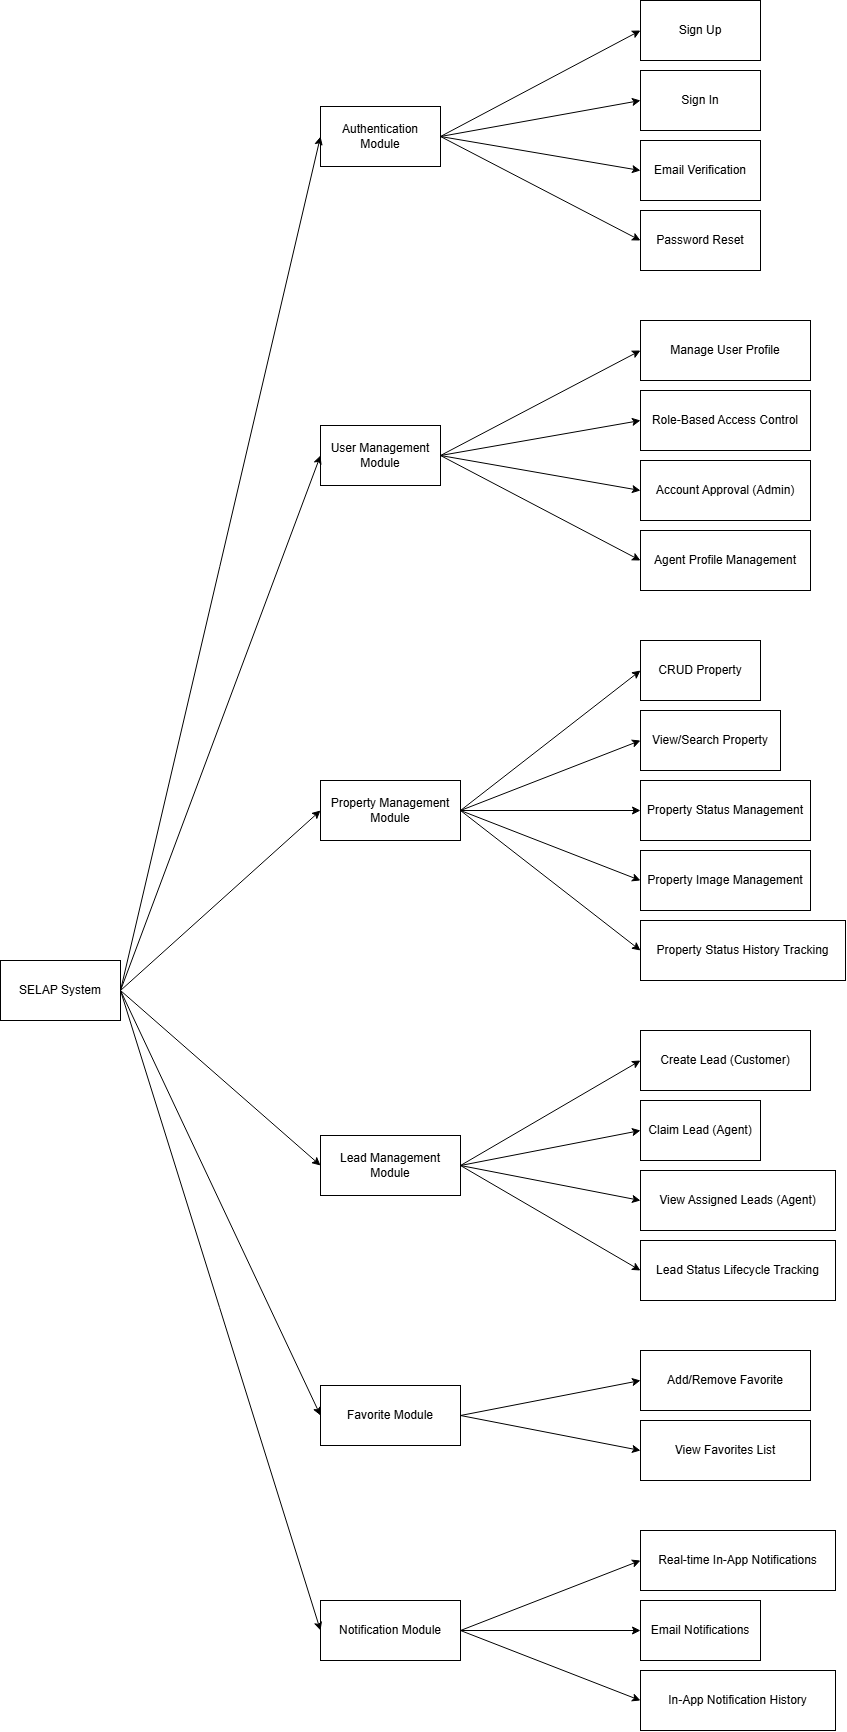 Sign Up
Authentication
Module
Sign In
Email Verification
Password Reset
Manage User Profile
User Management
Module
Role-Based Access Control
Account Approval (Admin)
Agent Profile Management
CRUD Property
View/Search Property
Property Management
Module
Property Status Management
Property Image Management
Property Status History Tracking
SELAP System
Create Lead (Customer)
Claim Lead (Agent)
Lead Management
Module
View Assigned Leads (Agent)
Lead Status Lifecycle Tracking
Add/Remove Favorite
Favorite Module
View Favorites List
Real-time In-App Notifications
Notification Module
Email Notifications
In-App Notification History